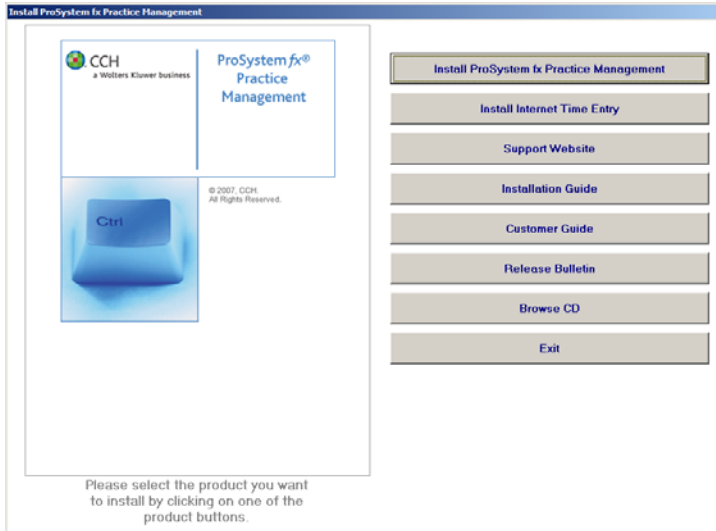 Install ProSystem fx Practice Management
CCH
a Wolters Kluwer business
ProSystem fx®
Practice
Management
© 2007, CCH.
All Rights Reserved.
Ctrl
Please select the product you want
to install by clicking on one of the
product buttons.
Install ProSystem fx Practice Management
Install Internet Time Entry
Support Website
Installation Guide
Customer Guide
Release Bulletin
Browse CD
Exit